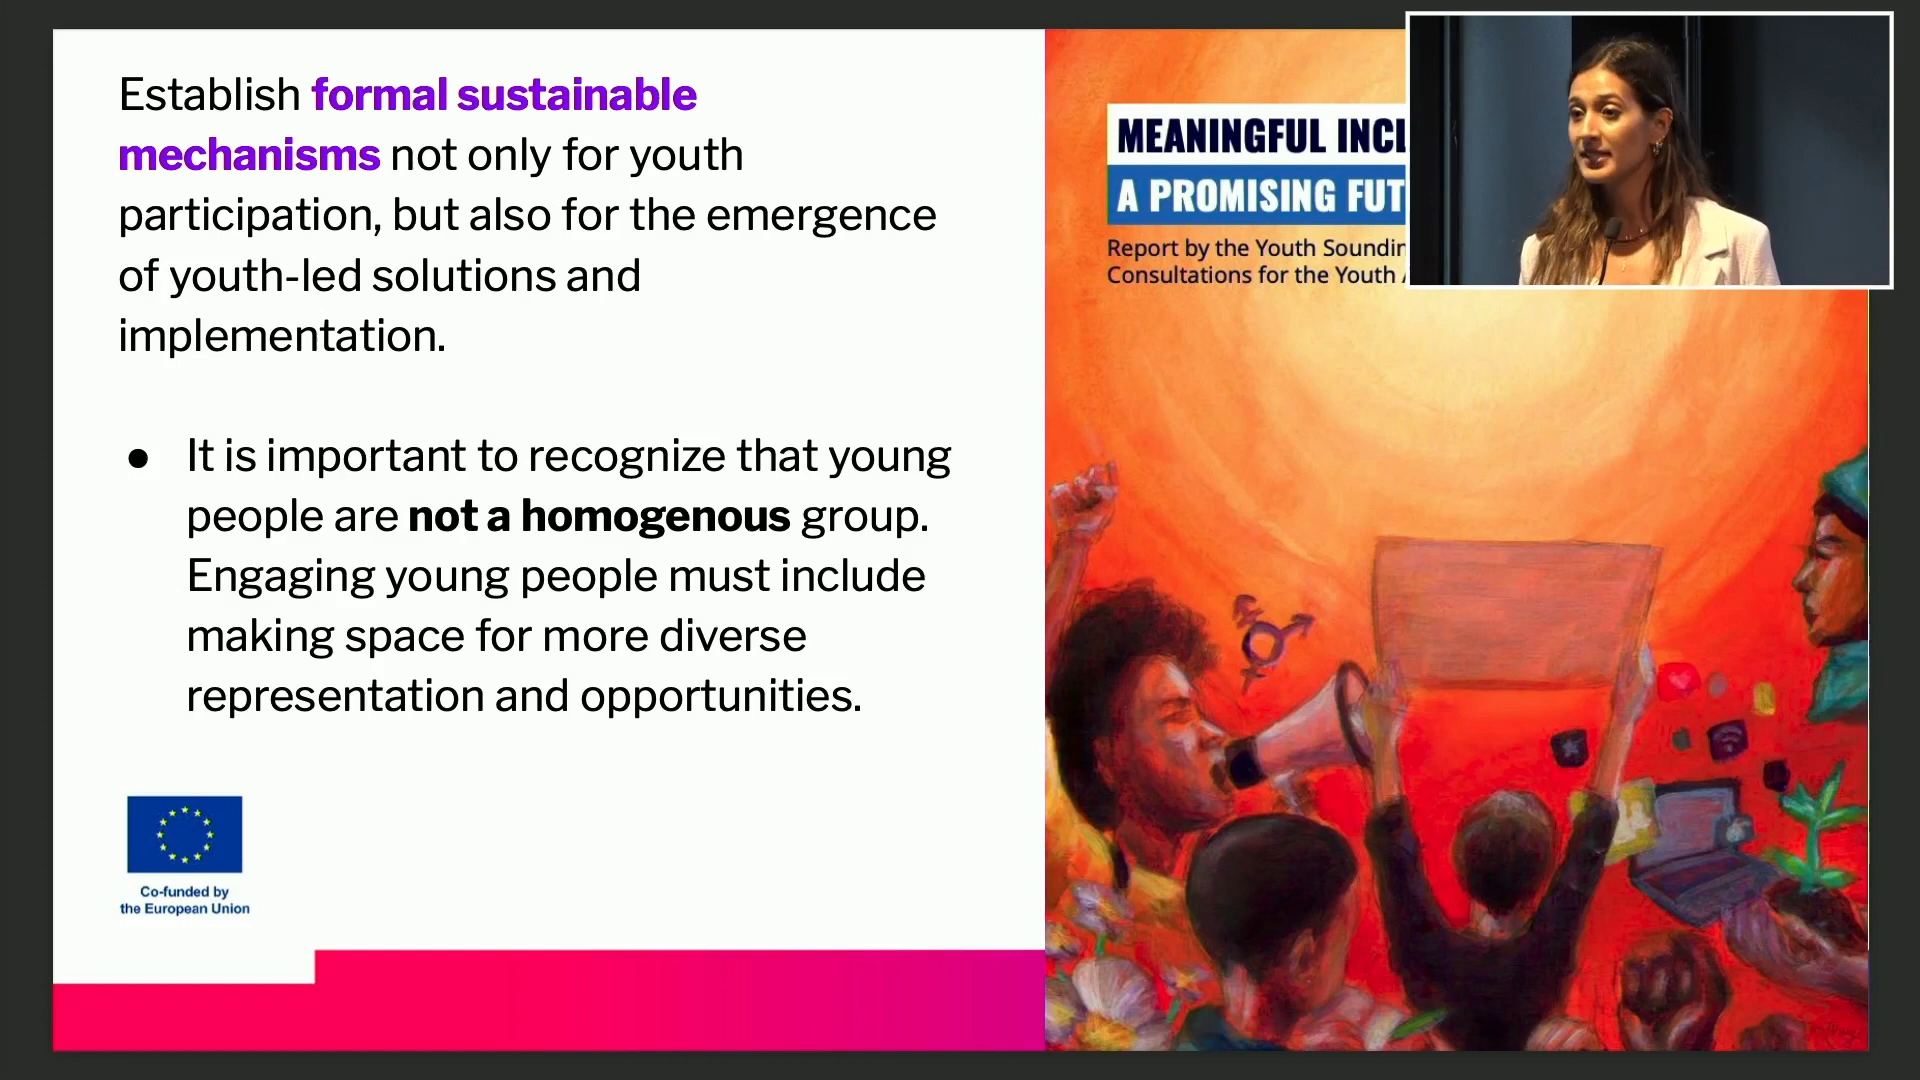 Establish formal sustainable
mechanisms not only for youth
participation, but also for the emergence
of youth-led solutions and
implementation.
● It is important to recognize that young
people are not a homogenous group.
Engaging young people must include
making space for more diverse
representation and opportunities.
Co-funded by
the European Union
MEANINGFUL
A PROMISING
Report by the Youth
Consultations for the Youth